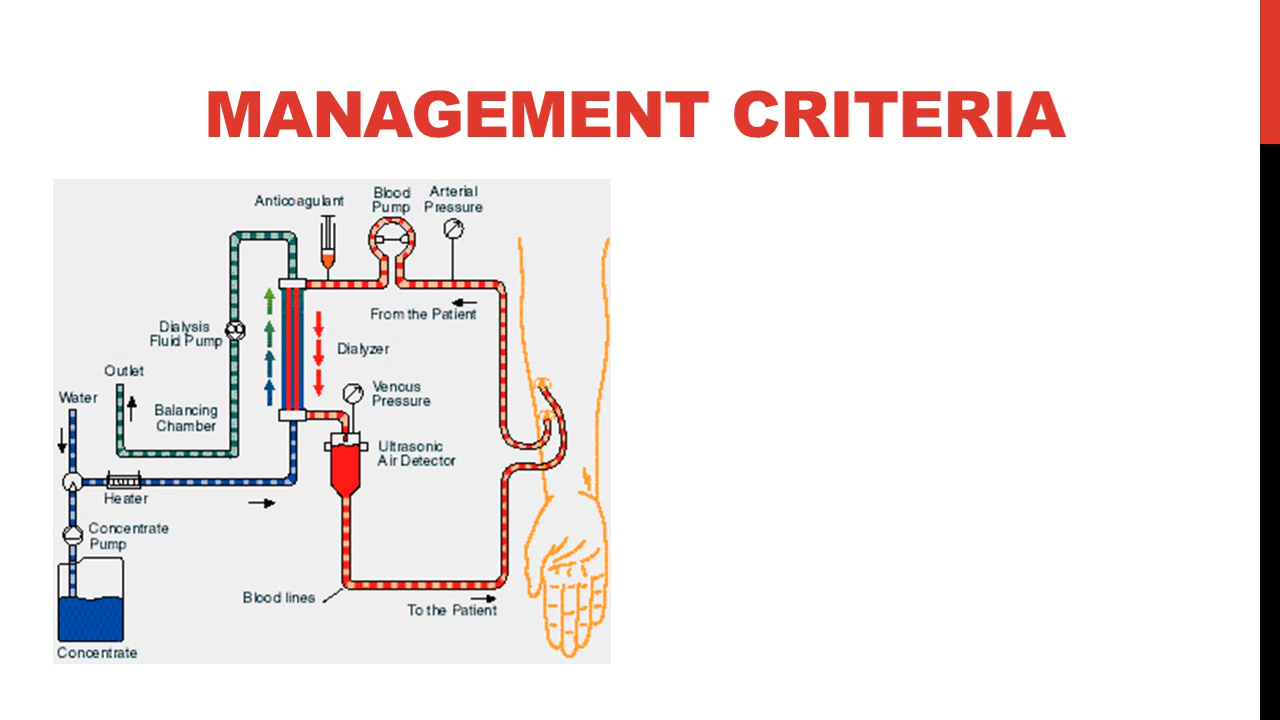 MANAGEMENT CRITERIA
Anticoagulant
Blood
Pump
Arterial
Pressure
From the Patient
Dialysis
Fluid Pump
Dialyzer
Outlet
Water
Venous
Pressure
Balancing
Chamber
Ultrasonic
Air Detector
Heater
Concentrate
Pump
Blood lines
To the Patient
Concentrate